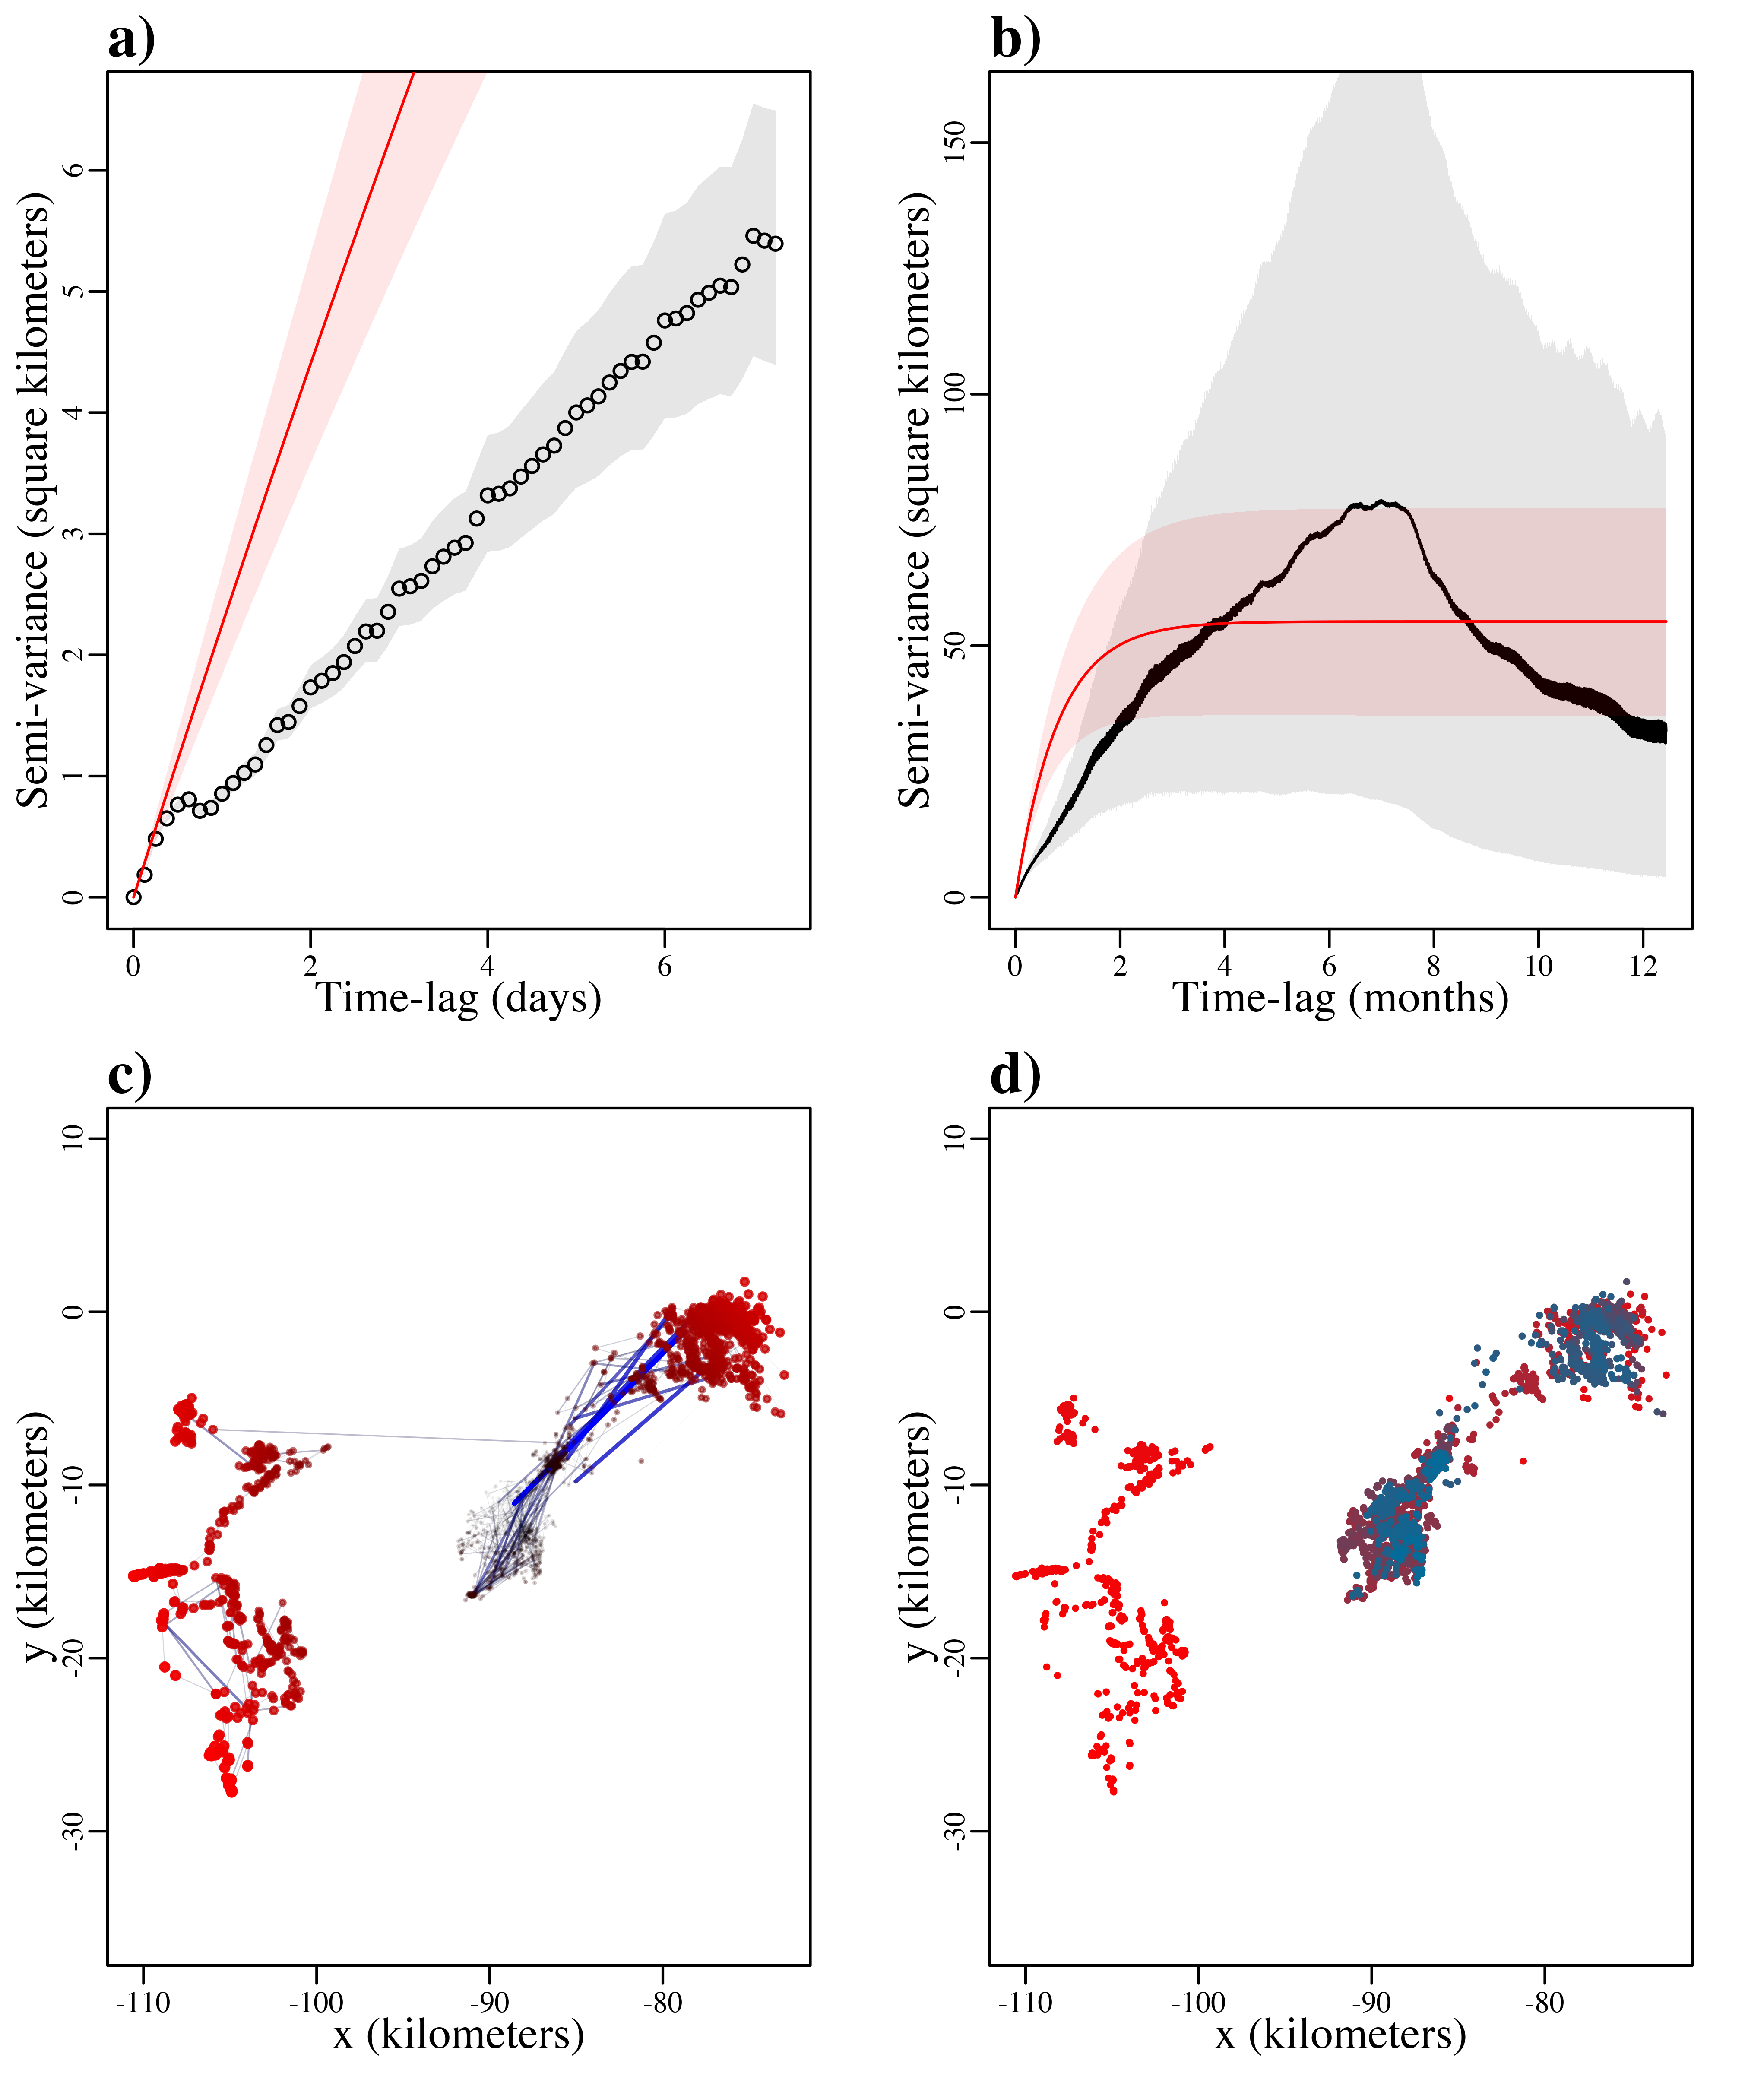 a)
Semi-variance (square kilometers)
0 1 2 3 4 5 6
0 2 4 6
Time-lag (days)
b)
Semi-variance (square kilometers)
0 50 100 150
0 2 4 6 8 10 12
Time-lag (months)
c)
y (kilometers)
-30 -20 -10 0 10
-110 -100 -90 -80
x (kilometers)
d)
y (kilometers)
-30 -20 -10 0 10
-110 -100 -90 -80
x (kilometers)